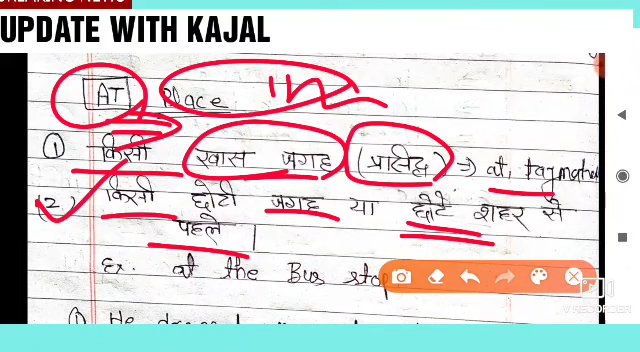 UPDATE WITH KAJAL
AT Place
① किसी खास जगह (प्रसिद्ध) ⇒ at, tajmahal
(2) किसी छोटी जगह या छोटे शहर से
पहले |
Ex. at the Bus stop
V RECORDER